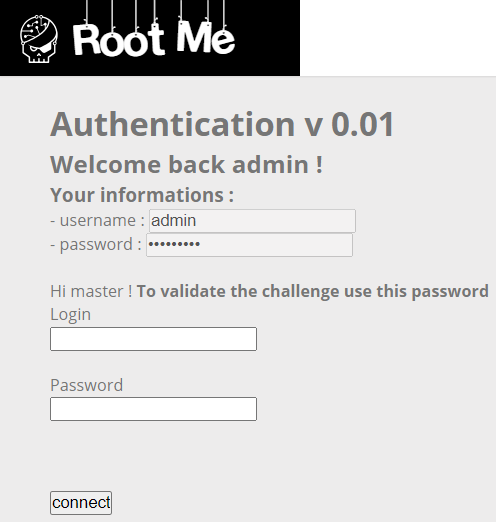 Root Me
Authentication v 0.01
Welcome back admin !
Your informations :
- username : admin
- password : •••••••••
Hi master ! To validate the challenge use this password
Login
Password
connect